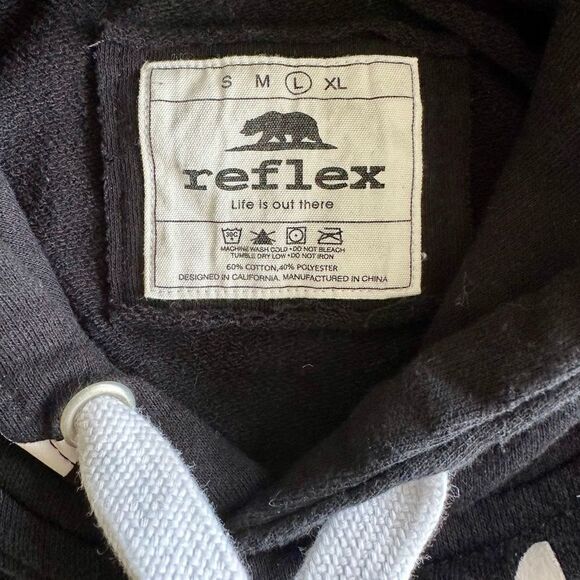 S M L XL
reflex
Life is out there
30C
MACHINE WASH COLD • DO NOT BLEACH
TUMBLE DRY LOW • DO NOT IRON
60% COTTON, 40% POLYESTER
DESIGNED IN CALIFORNIA. MANUFACTURED IN CHINA